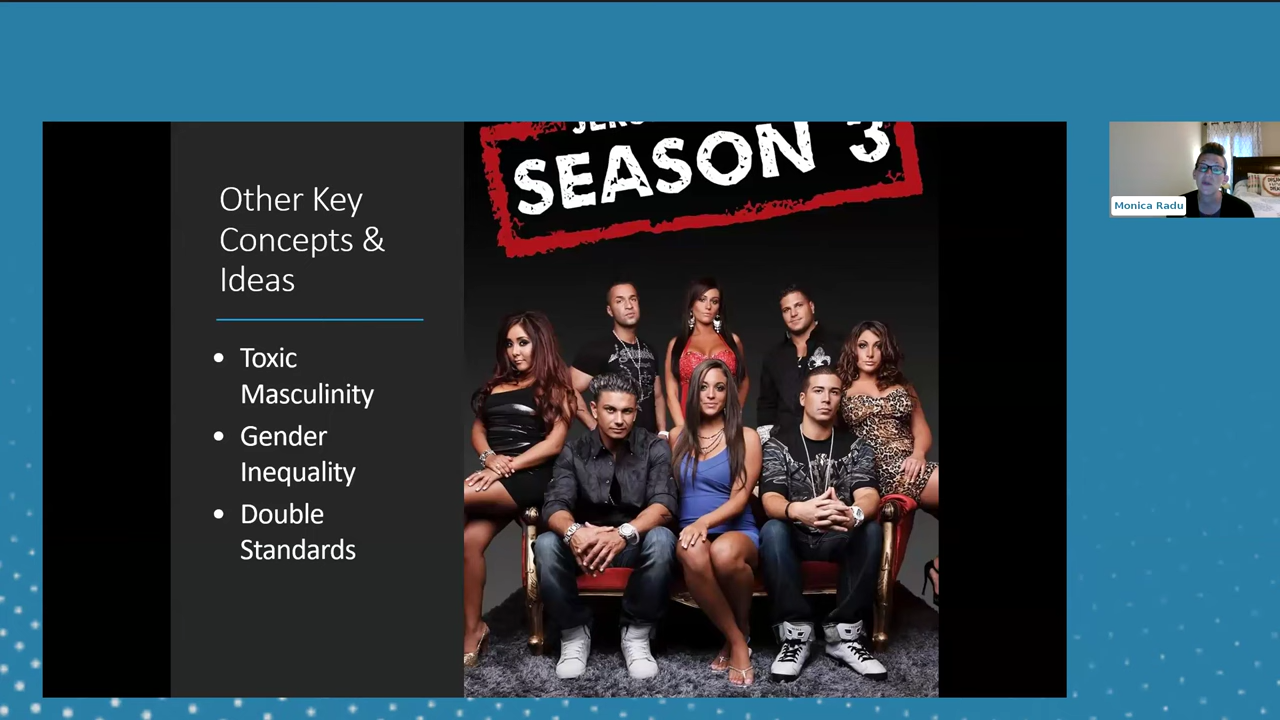 Other Key
Concepts &
Ideas
• Toxic
Masculinity
• Gender
Inequality
• Double
Standards
SEASON 3
Monica Radu